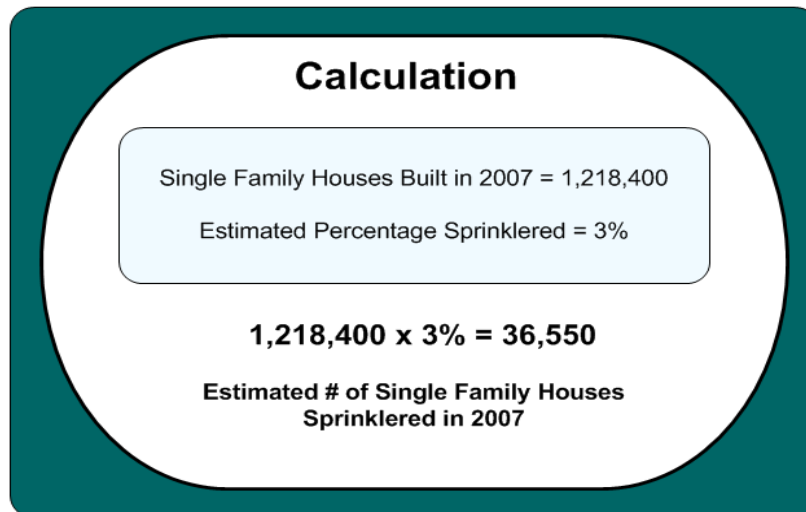 Calculation
Single Family Houses Built in 2007 = 1,218,400
Estimated Percentage Sprinklered = 3%
1,218,400 x 3% = 36,550
Estimated # of Single Family Houses
Sprinklered in 2007